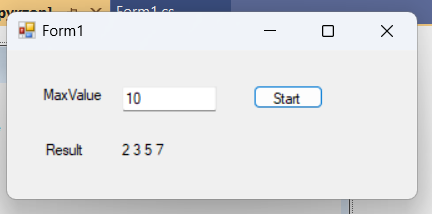 Form1.cs
Form1
MaxValue 10 Start
Result 2 3 5 7